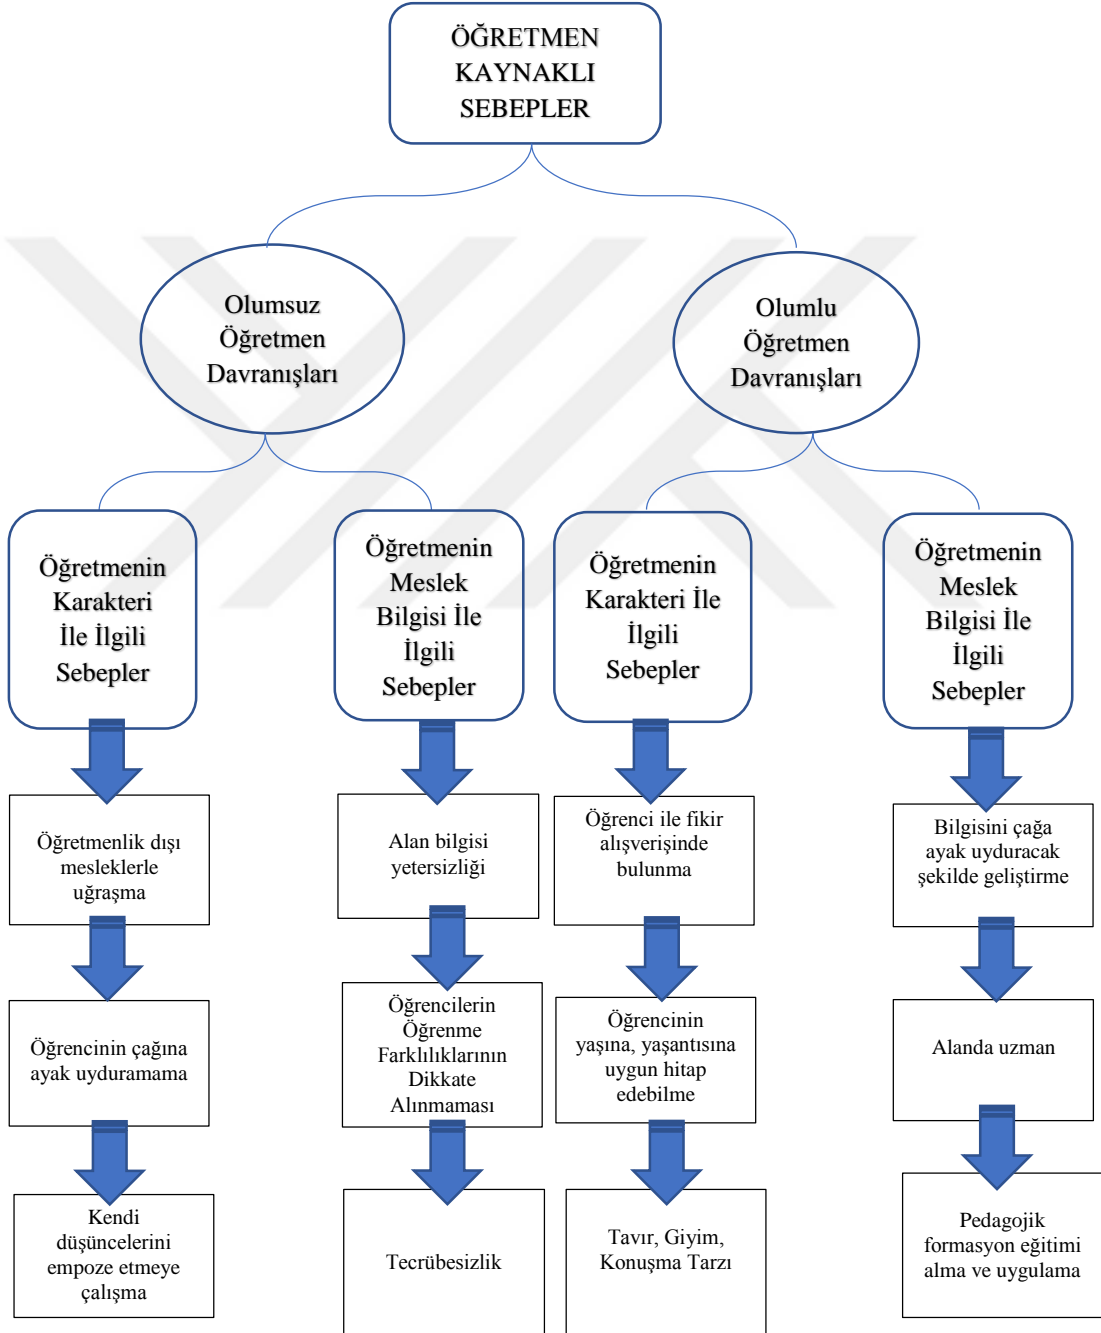 ÖĞRETMEN
KAYNAKLI
SEBEPLER
Olumsuz
Öğretmen
Davranışları
Olumlu
Öğretmen
Davranışları
Öğretmenin
Karakteri
İle İlgili
Sebepler
Öğretmenin
Meslek
Bilgisi İle
İlgili
Sebepler
Öğretmenin
Karakteri İle
İlgili
Sebepler
Öğretmenin
Meslek
Bilgisi İle
İlgili
Sebepler
Öğretmenlik dışı
mesleklerle
uğraşma
Alan bilgisi
yetersizliği
Öğrenci ile fikir
alışverişinde
bulunma
Bilgisini çağa
ayak uyduracak
şekilde geliştirme
Öğrencinin çağına
ayak uyduramama
Öğrencilerin
Öğrenme
Farklılıklarının
Dikkate
Alınmaması
Öğrencinin
yaşına, yaşantısına
uygun hitap
edebilme
Alanda uzman
Kendi
düşüncelerini
empoze etmeye
çalışma
Tecrübesizlik
Tavır, Giyim,
Konuşma Tarzı
Pedagojik
formasyon eğitimi
alma ve uygulama